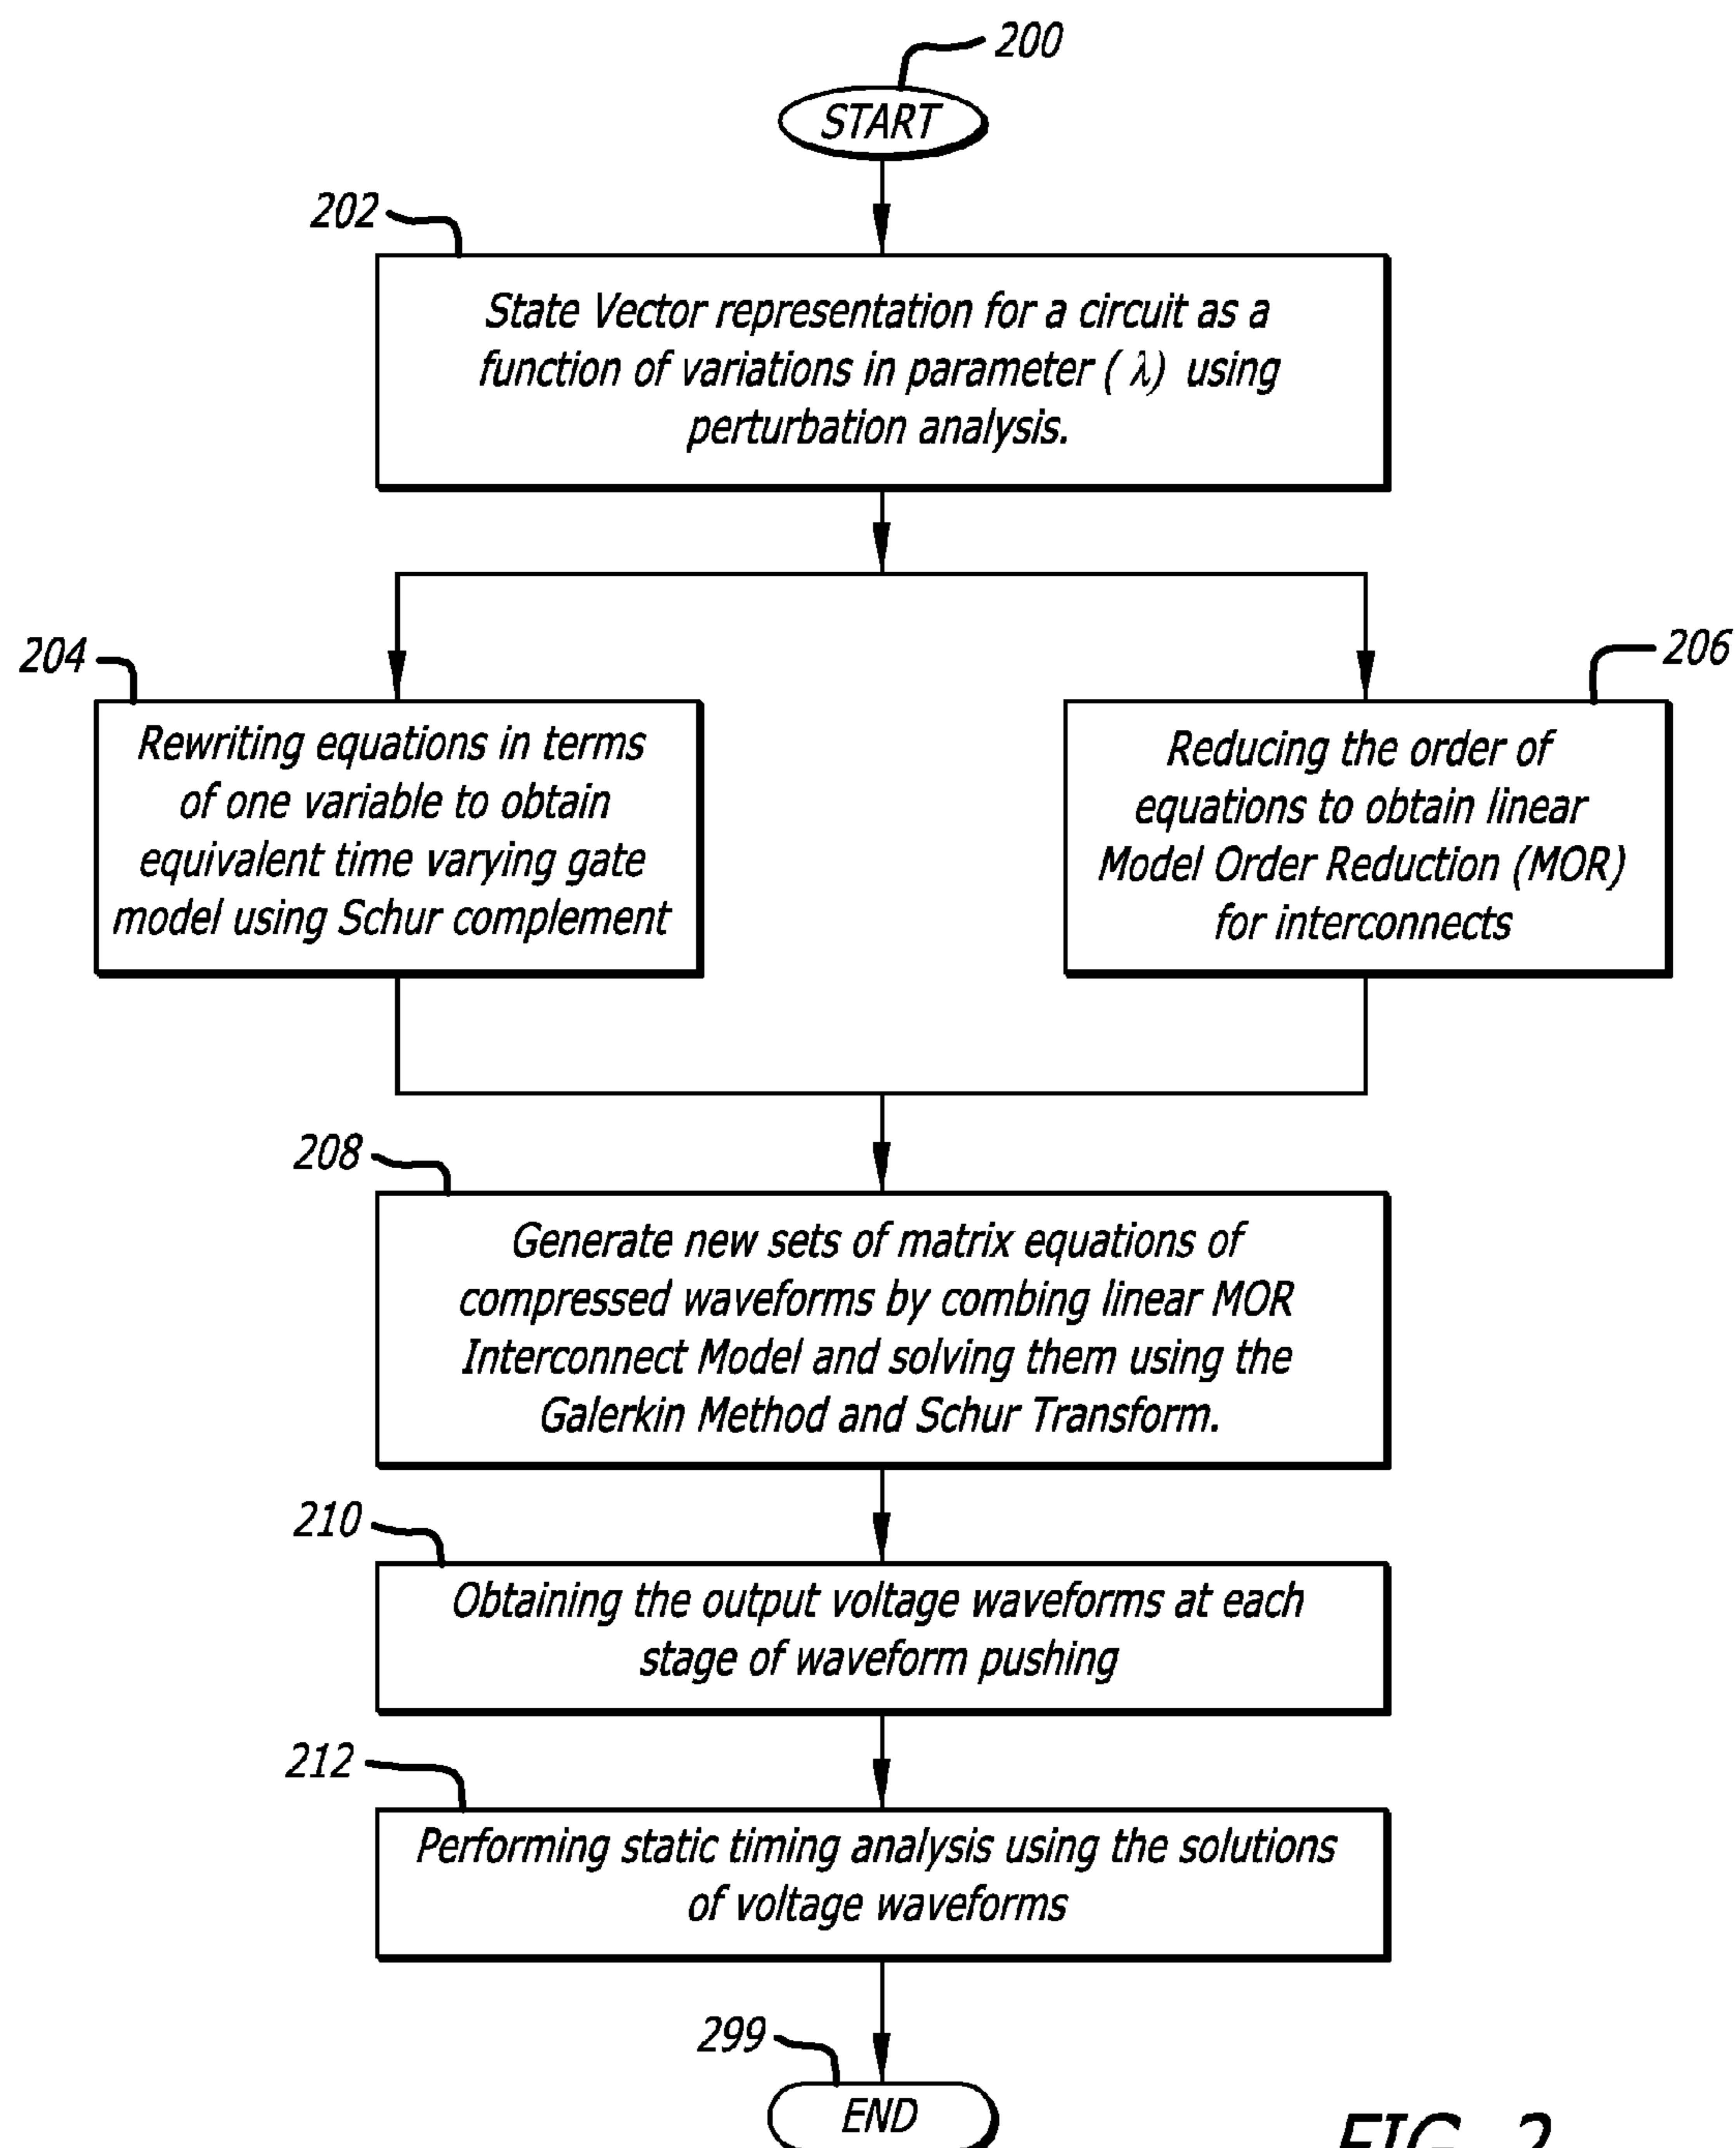 200
START
202
State Vector representation for a circuit as a
function of variations in parameter ( λ) using
perturbation analysis.
204
206
Rewriting equations in terms
of one variable to obtain
equivalent time varying gate
model using Schur complement
Reducing the order of
equations to obtain linear
Model Order Reduction (MOR)
for interconnects
208
Generate new sets of matrix equations of
compressed waveforms by combing linear MOR
Interconnect Model and solving them using the
Galerkin Method and Schur Transform.
210
Obtaining the output voltage waveforms at each
stage of waveform pushing
212
Performing static timing analysis using the solutions
of voltage waveforms
299
END
FIG. 2